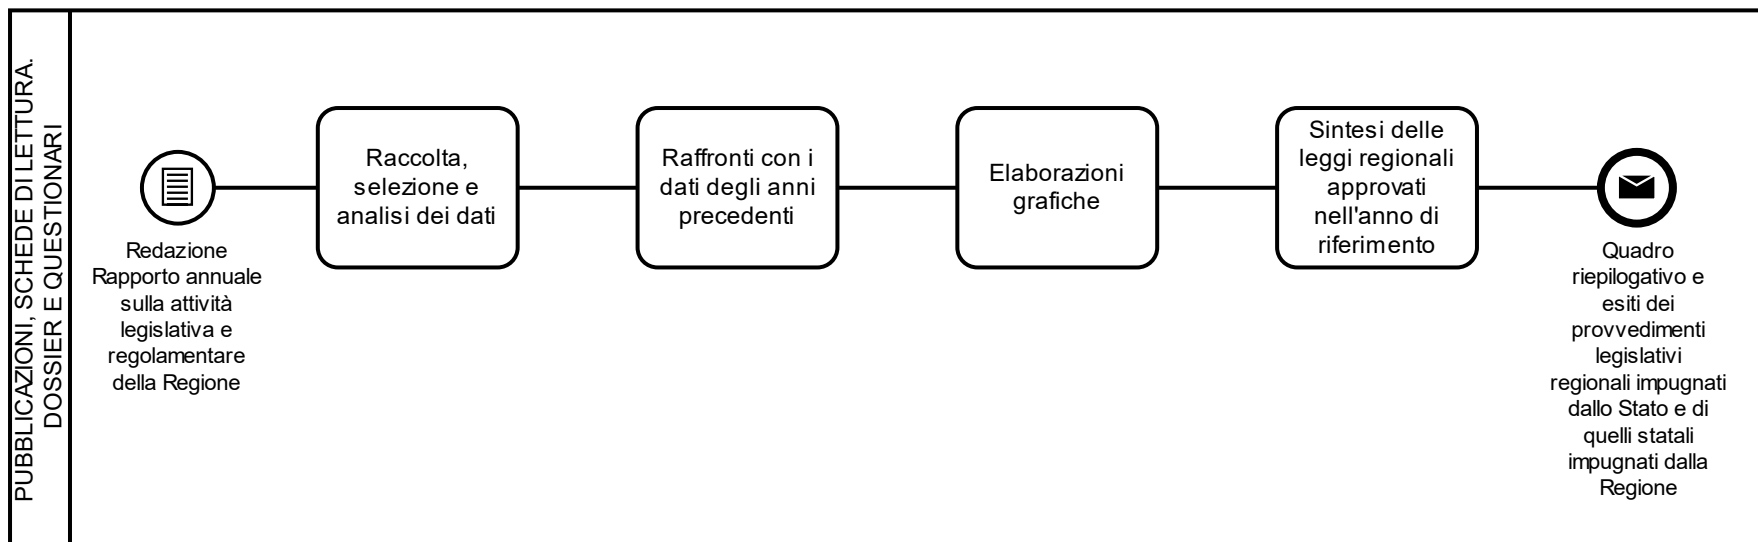 PUBBLICAZIONI, SCHEDE DI LETTURA.
DOSSIER E QUESTIONARI
Redazione
Rapporto annuale
sulla attività
legislativa e
regolamentare
della Regione
Raccolta,
selezione e
analisi dei dati
Raffronti con i
dati degli anni
precedenti
Elaborazioni
grafiche
Sintesi delle
leggi regionali
approvati
nell'anno di
riferimento
Quadro
riepilogativo e
esiti dei
provvedimenti
legislativi
regionali impugnati
dallo Stato e di
quelli statali
impugnati dalla
Regione